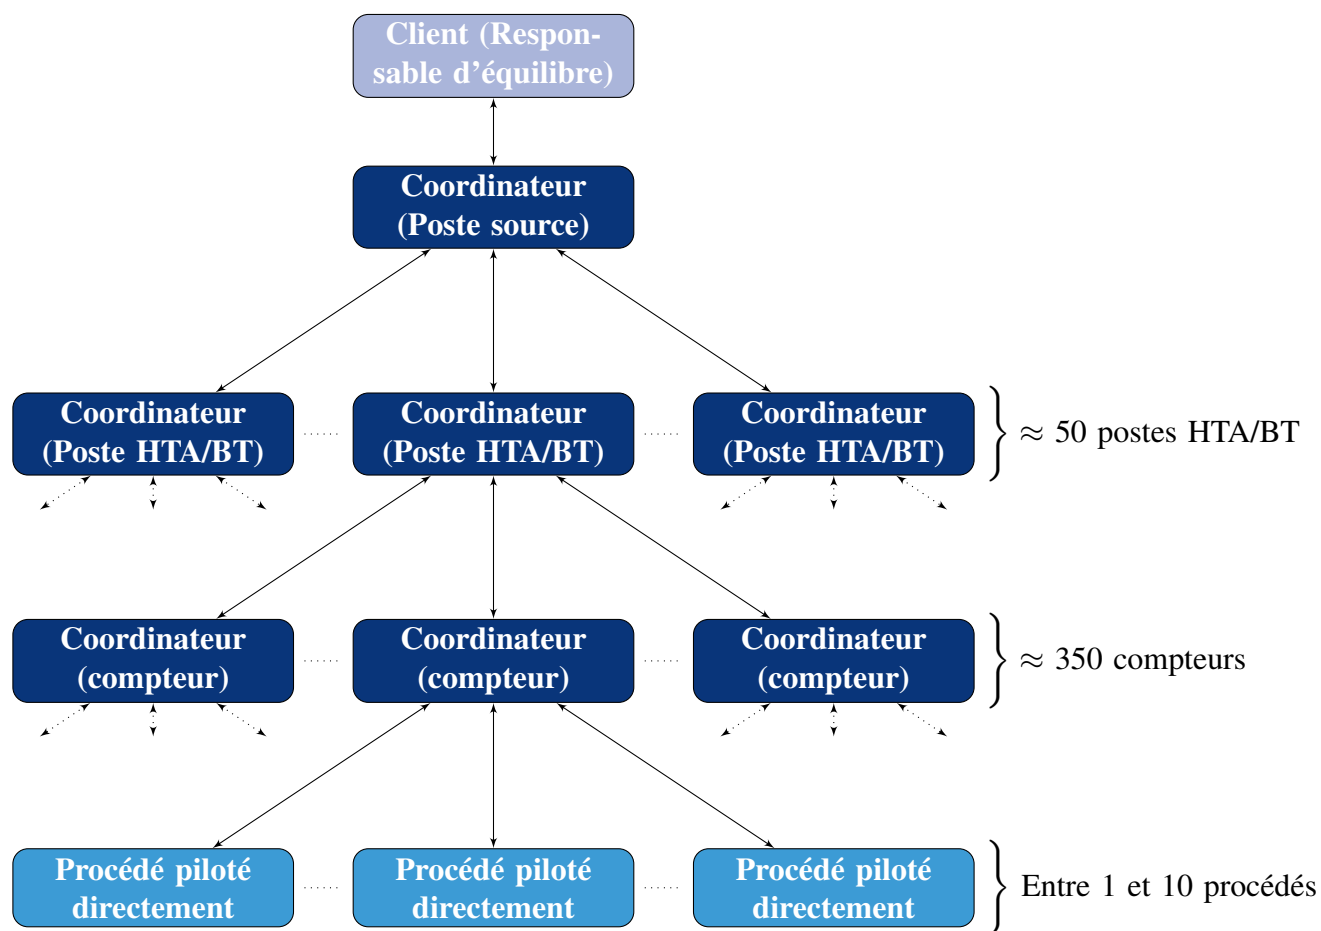 Client (Respon-
sable d'équilibre)
Coordinateur
(Poste source)
Coordinateur
(Poste HTA/BT)
Coordinateur
(Poste HTA/BT)
Coordinateur
(Poste HTA/BT)
≈ 50 postes HTA/BT
Coordinateur
(compteur)
Coordinateur
(compteur)
Coordinateur
(compteur)
≈ 350 compteurs
Procédé piloté
directement
Procédé piloté
directement
Procédé piloté
directement
Entre 1 et 10 procédés